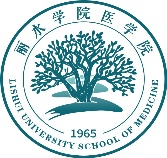 丽水学院医学院
1965
LISHUI UNIVERSITY SCHOOL OF MEDICINE